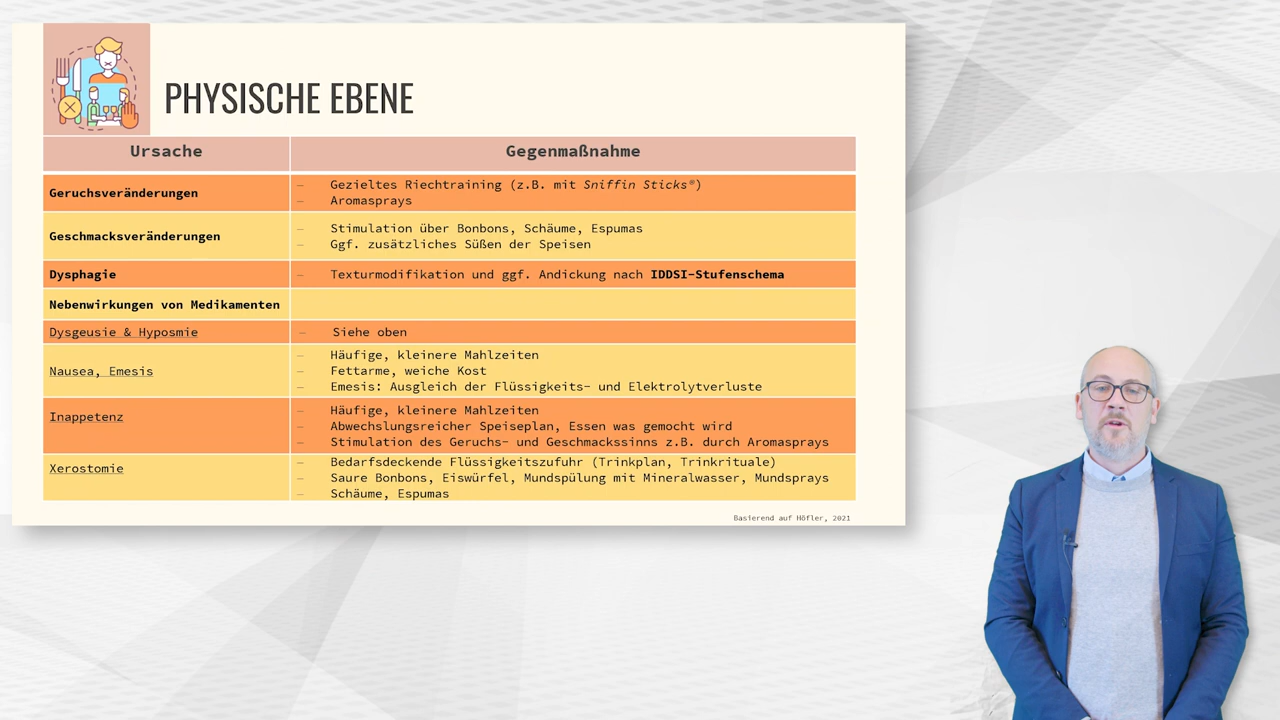 PHYSISCHE EBENE
Ursache
Gegenmaßnahme
Geruchsveränderungen
– Gezieltes Riechtraining (z.B. mit Sniffin Sticks®)
– Aromasprays
Geschmacksveränderungen
– Stimulation über Bonbons, Schäume, Espumas
– Ggf. zusätzliches Süßen der Speisen
Dysphagie
– Texturmodifikation und ggf. Andickung nach IDDSI-Stufenschema
Nebenwirkungen von Medikamenten
Dysgeusie & Hyposmie
– Siehe oben
Nausea, Emesis
– Häufige, kleinere Mahlzeiten
– Fettarme, weiche Kost
– Emesis: Ausgleich der Flüssigkeits- und Elektrolytverluste
Inappetenz
– Häufige, kleinere Mahlzeiten
– Abwechslungsreicher Speiseplan, Essen was gemocht wird
– Stimulation des Geruchs- und Geschmackssinns z.B. durch Aromasprays
Xerostomie
– Bedarfsdeckende Flüssigkeitszufuhr (Trinkplan, Trinkrituale)
– Saure Bonbons, Eiswürfel, Mundspülung mit Mineralwasser, Mundsprays
– Schäume, Espumas
Basierend auf Höfler, 2021